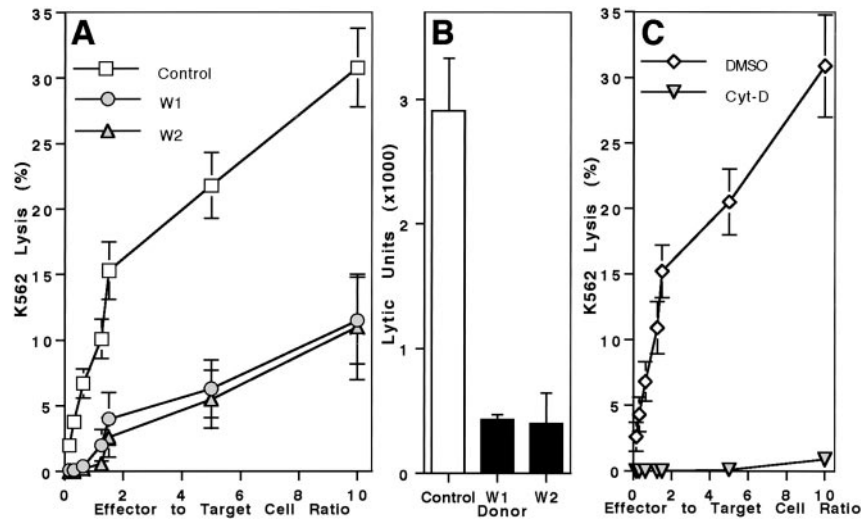 A
Control
W1
W2
K562 Lysis (%)
35
30
25
20
15
10
5
0
0 2 4 6 8 10
Effector to Target Cell Ratio
B
Lytic Units (x1000)
3
2
1
0
Control W1 W2
Donor
C
DMSO
Cyt-D
K562 Lysis (%)
35
30
25
20
15
10
5
0
0 2 4 6 8 10
Effector to Target Cell Ratio